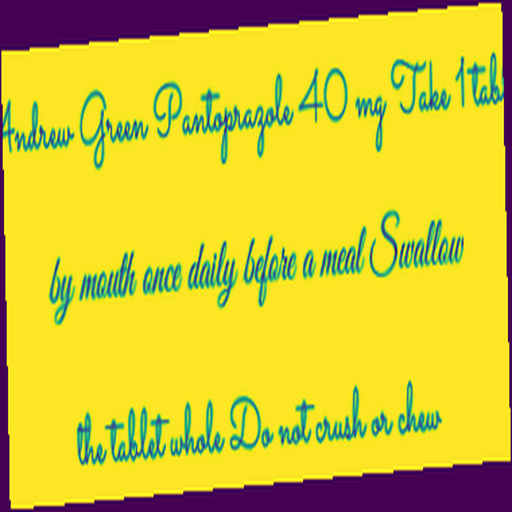 Andrew Green Pantoprazole 40 mg Take 1 tab
by mouth once daily before a meal Swallow
the tablet whole Do not crush or chew